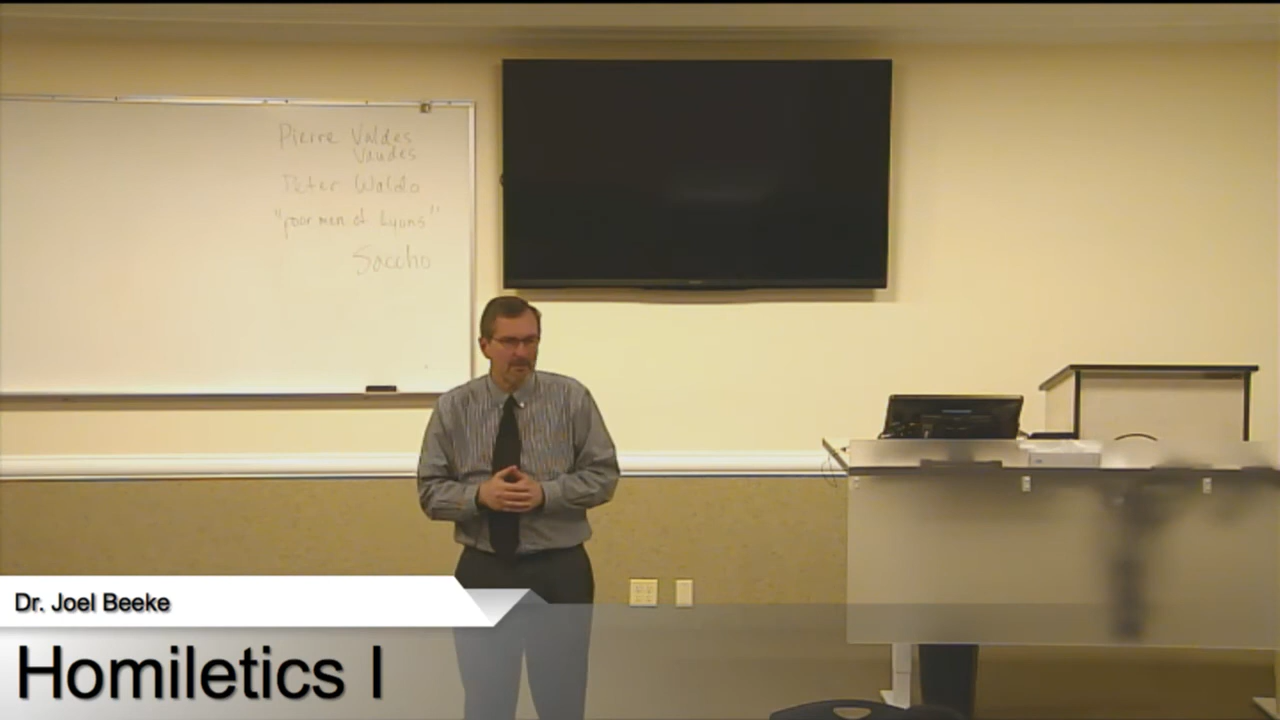 Pierre Valdes
Vaudes
Peter Waldo
"poor men of Lyons"
Saccho
Dr. Joel Beeke
Homiletics I